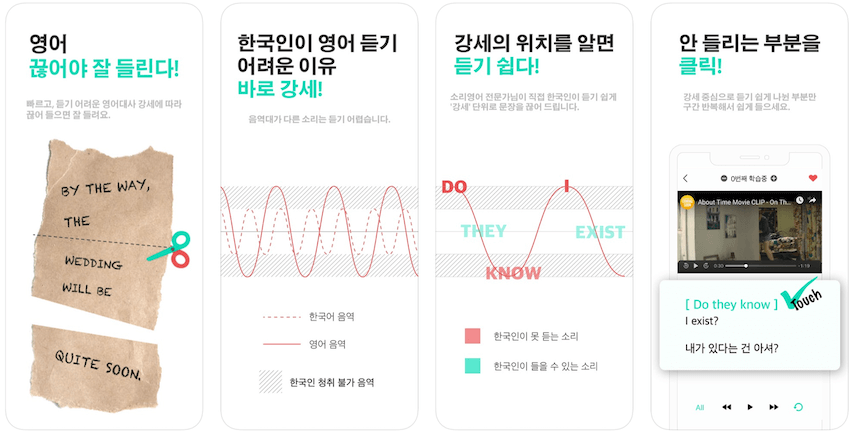 영어
끊어야 잘 들린다!
빠르고, 듣기 어려운 영어대사 강세에 따라
끊어 들으면 잘 들려요.
BY THE WAY,
THE
WEDDING
WILL BE
QUITE SOON.
한국인이 영어 듣기
어려운 이유
바로 강세!
음역대가 다른 소리는 듣기 어렵습니다.
한국어 음역
영어 음역
한국인 청취 불가 음역
강세의 위치를 알면
듣기 쉽다!
소리영어 전문가님이 직접 한국인이 듣기 쉽게
'강세' 단위로 문장을 끊어 드립니다.
DO
I
THEY
EXIST
KNOW
한국인이 못 듣는 소리
한국인이 들을 수 있는 소리
안 들리는 부분을
클릭!
강세 중심으로 듣기 쉽게 나뉜 부분만
구간 반복해서 쉽게 들으세요.
0번째 학습중
About Time Movie CLIP - On Th...
0:30
-1:18
[ Do they know ]
Touch
I exist?
내가 있다는 건 아셔?
All